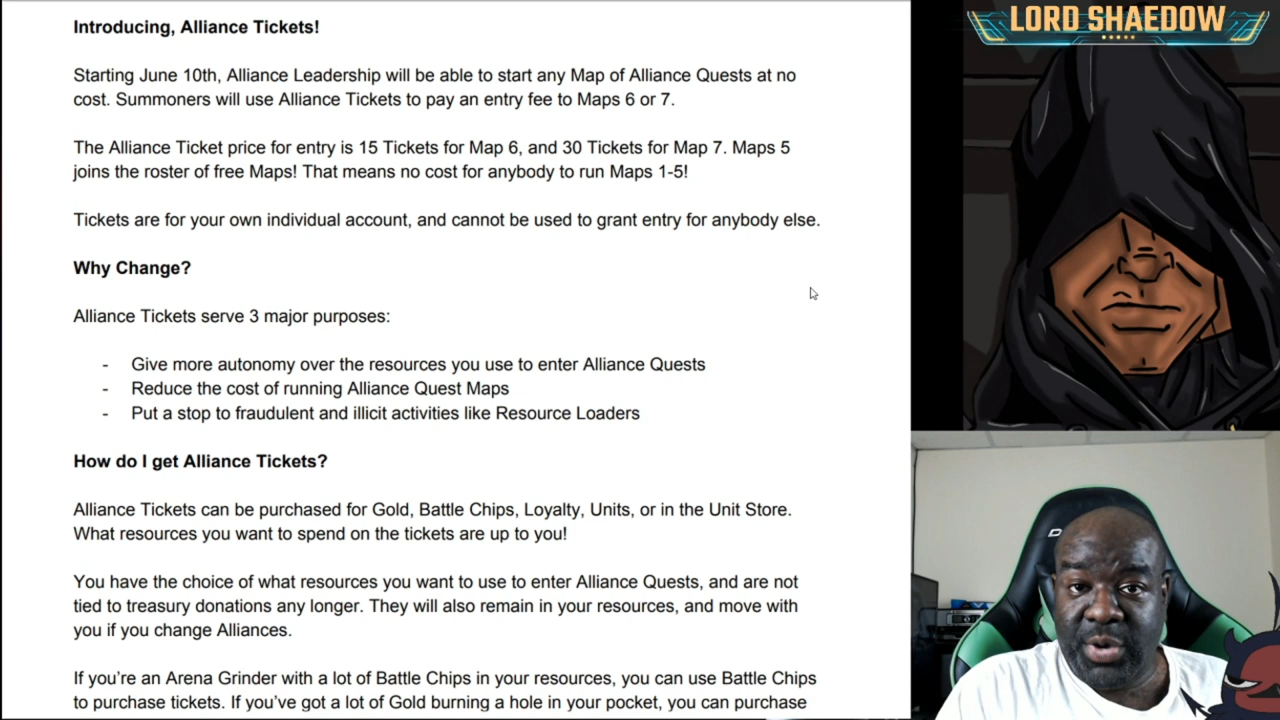 Introducing, Alliance Tickets!
LORD SHAEDOW
Starting June 10th, Alliance Leadership will be able to start any Map of Alliance Quests at no
cost. Summoners will use Alliance Tickets to pay an entry fee to Maps 6 or 7.
The Alliance Ticket price for entry is 15 Tickets for Map 6, and 30 Tickets for Map 7. Maps 5
joins the roster of free Maps! That means no cost for anybody to run Maps 1-5!
Tickets are for your own individual account, and cannot be used to grant entry for anybody else.
Why Change?
Alliance Tickets serve 3 major purposes:
- Give more autonomy over the resources you use to enter Alliance Quests
- Reduce the cost of running Alliance Quest Maps
- Put a stop to fraudulent and illicit activities like Resource Loaders
How do I get Alliance Tickets?
Alliance Tickets can be purchased for Gold, Battle Chips, Loyalty, Units, or in the Unit Store.
What resources you want to spend on the tickets are up to you!
You have the choice of what resources you want to use to enter Alliance Quests, and are not
tied to treasury donations any longer. They will also remain in your resources, and move with
you if you change Alliances.
If you're an Arena Grinder with a lot of Battle Chips in your resources, you can use Battle Chips
to purchase tickets. If you've got a lot of Gold burning a hole in your pocket, you can purchase